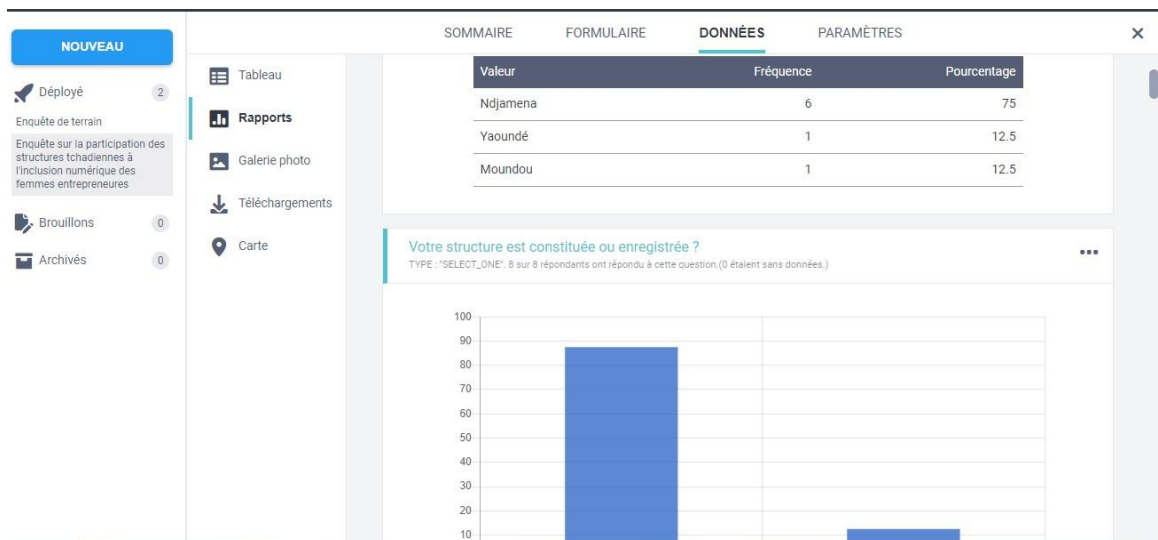 NOUVEAU
Déployé 2
Enquête de terrain
Enquête sur la participation des
structures tchadiennes à
l'inclusion numérique des
femmes entrepreneures
Brouillons 0
Archivés 0
Tableau
Rapports
Galerie photo
Téléchargements
Carte
SOMMAIRE FORMULAIRE DONNÉES PARAMÈTRES
Valeur Fréquence Pourcentage
Ndjamena 6 75
Yaoundé 1 12.5
Moundou 1 12.5
Votre structure est constituée ou enregistrée ?
TYPE : "SELECT_ONE". 8 sur 8 répondants ont répondu à cette question.(0 étaient sans données.)
100
90
80
70
60
50
40
30
20
10